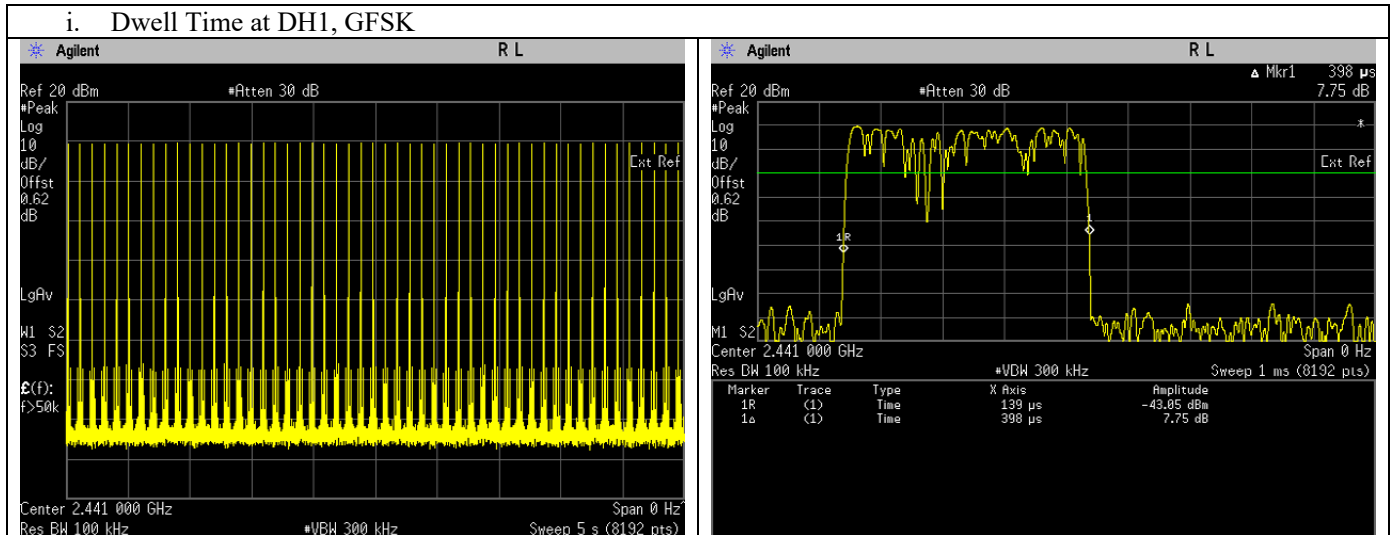 i. Dwell Time at DH1, GFSK
Agilent R L
Ref 20 dBm #Atten 30 dB
#Peak
Log
10
dB/
Offst
0.62
dB
Ext Ref
LgAv
W1 S2
S3 FS
£(f):
f>50k
Center 2.441 000 GHz Span 0 Hz
Res BW 100 kHz #VBW 300 kHz Sweep 5 s (8192 pts)
Agilent R L
Δ Mkr1 398 µs
Ref 20 dBm #Atten 30 dB 7.75 dB
#Peak
Log
10
dB/
Offst
0.62
dB
*
Ext Ref
1R
1
LgAv
M1 S2
Center 2.441 000 GHz Span 0 Hz
Res BW 100 kHz #VBW 300 kHz Sweep 1 ms (8192 pts)
Marker Trace Type X Axis Amplitude
1R (1) Time 139 µs -43.05 dBm
1Δ (1) Time 398 µs 7.75 dB